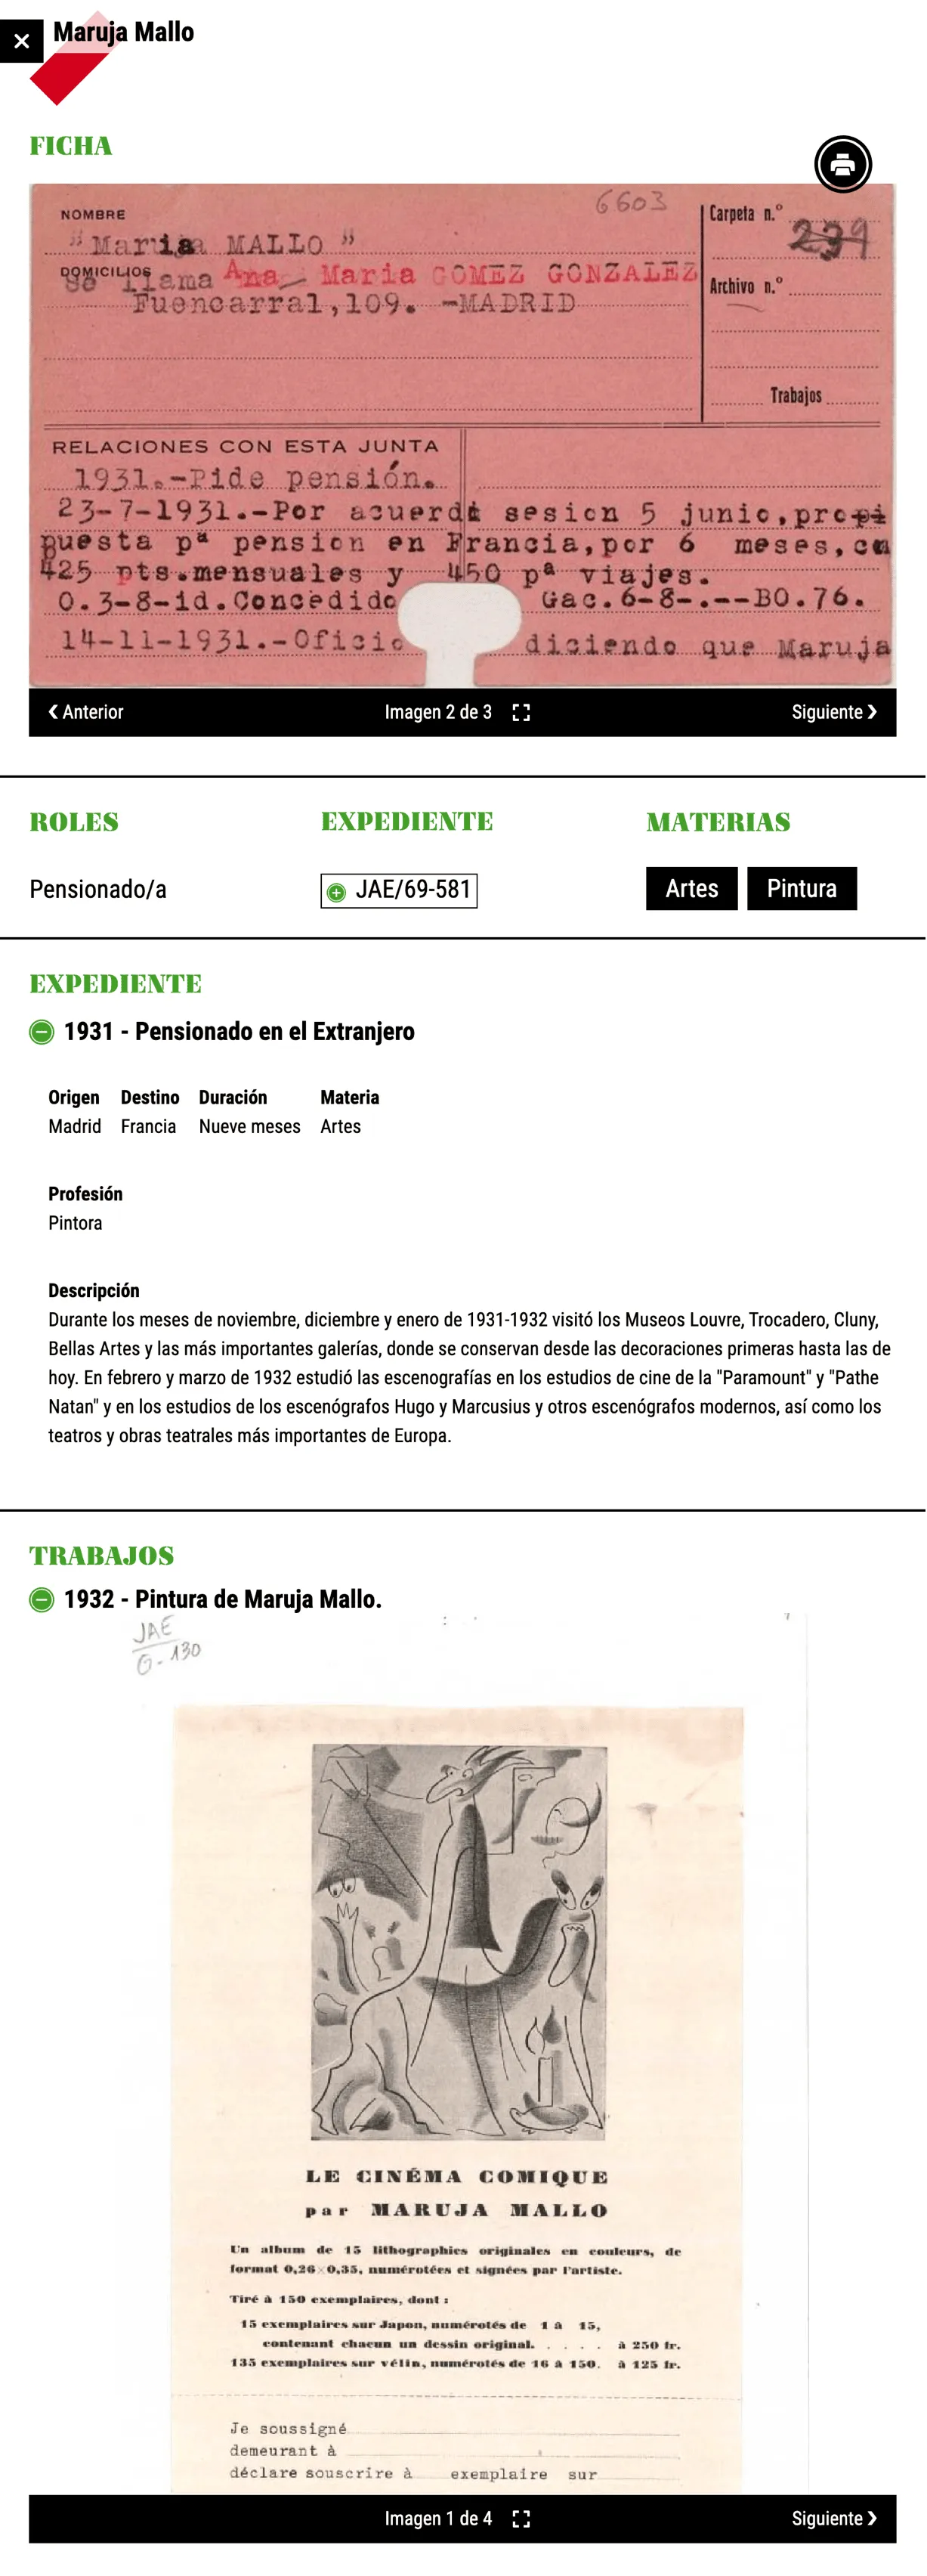 Maruja Mallo
FICHA
6603
NOMBRE
"Maria MALLO"
Carpeta n.º 239
DOMICILIOS
Se llama Ana Maria GOMEZ GONZALEZ
Archivo n.º
Fuencarral,109. -MADRID
Trabajos
RELACIONES CON ESTA JUNTA
1931.-Pide pensión.
23-7-1931.-Por acuerdo sesion 5 junio,propi
puesta pª pension en Francia,por 6 meses,con
425 pts.mensuales y 450 pª viajes.
O.3-8-id.Concedido Gac.6-8-.--BO.76.
14-11-1931.-Oficio diciendo que Maruja
Anterior
Imagen 2 de 3
Siguiente
ROLES
EXPEDIENTE
MATERIAS
Pensionado/a
JAE/69-581
Artes
Pintura
EXPEDIENTE
1931 - Pensionado en el Extranjero
Origen Destino Duración Materia
Madrid Francia Nueve meses Artes
Profesión
Pintora
Descripción
Durante los meses de noviembre, diciembre y enero de 1931-1932 visitó los Museos Louvre, Trocadero, Cluny,
Bellas Artes y las más importantes galerías, donde se conservan desde las decoraciones primeras hasta las de
hoy. En febrero y marzo de 1932 estudió las escenografías en los estudios de cine de la "Paramount" y "Pathe
Natan" y en los estudios de los escenógrafos Hugo y Marcusius y otros escenógrafos modernos, así como los
teatros y obras teatrales más importantes de Europa.
TRABAJOS
1932 - Pintura de Maruja Mallo.
JAE
G-130
LE CINÉMA COMIQUE
par MARUJA MALLO
Un album de 15 lithographies originales en couleurs, de
format 0,26×0,35, numérotées et signées par l'artiste.
Tiré à 150 exemplaires, dont :
15 exemplaires sur Japon, numérotés de 1 à 15,
contenant chacun un dessin original. . . . . à 250 fr.
135 exemplaires sur vélin, numérotés de 16 à 150. à 125 fr.
Je soussigné
demeurant à
déclare souscrire à exemplaire sur
Imagen 1 de 4
Siguiente